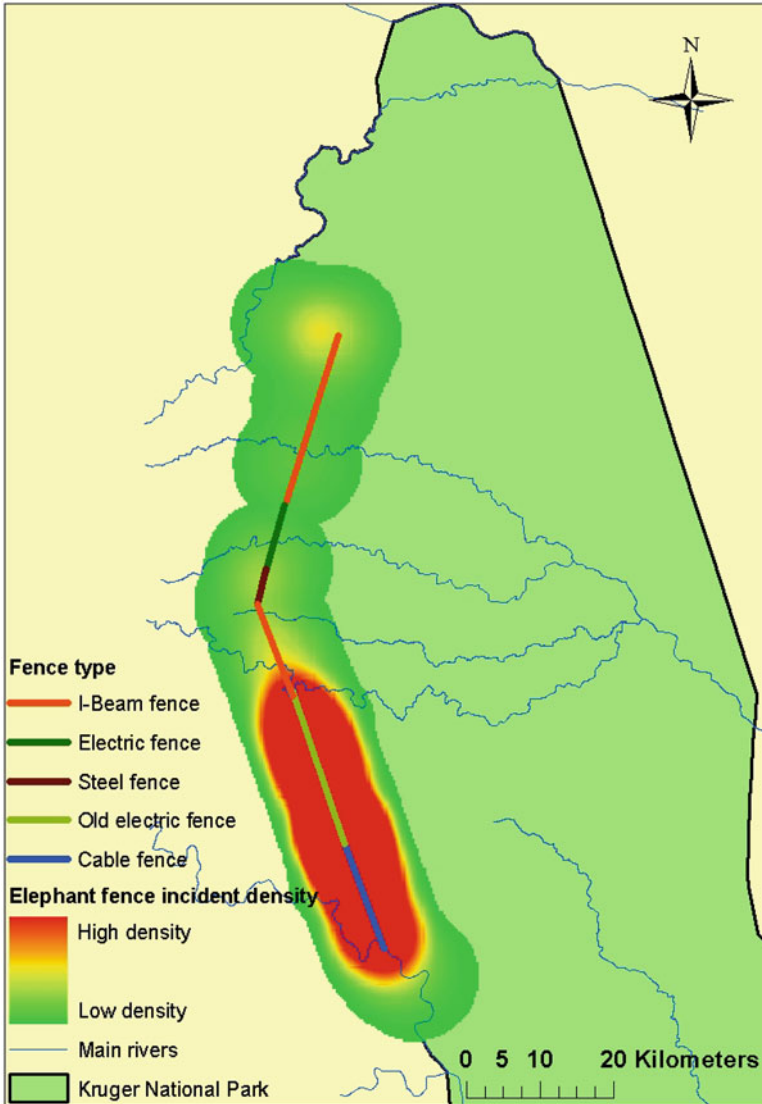 N
Fence type
I-Beam fence
Electric fence
Steel fence
Old electric fence
Cable fence
Elephant fence incident density
High density
Low density
Main rivers
Kruger National Park
0 5 10 20 Kilometers